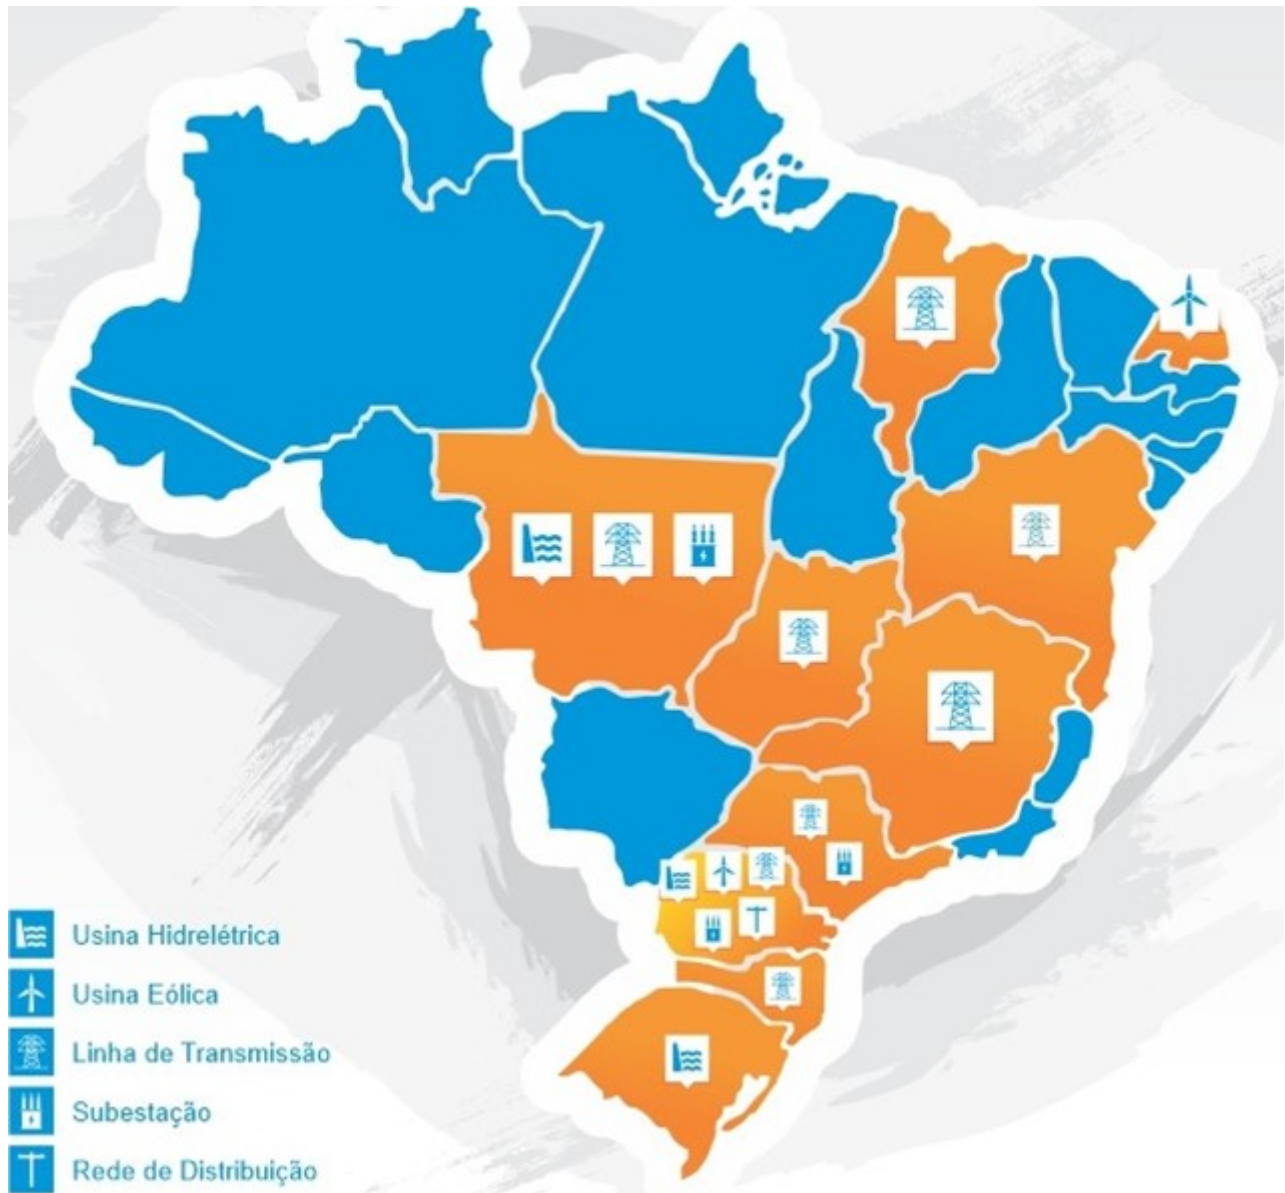 Usina Hidrelétrica
Usina Eólica
Linha de Transmissão
Subestação
Rede de Distribuição